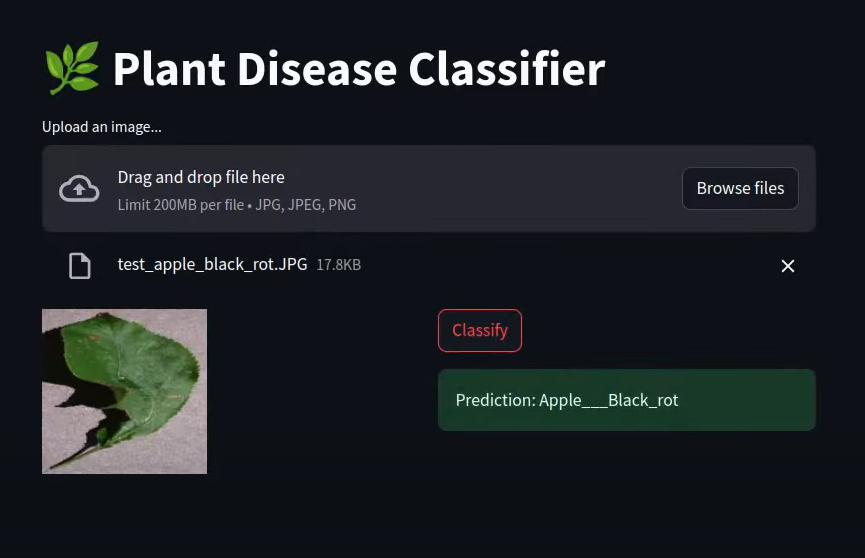 Plant Disease Classifier
Upload an image...
Drag and drop file here
Limit 200MB per file • JPG, JPEG, PNG
Browse files
test_apple_black_rot.JPG 17.8KB
Classify
Prediction: Apple___Black_rot